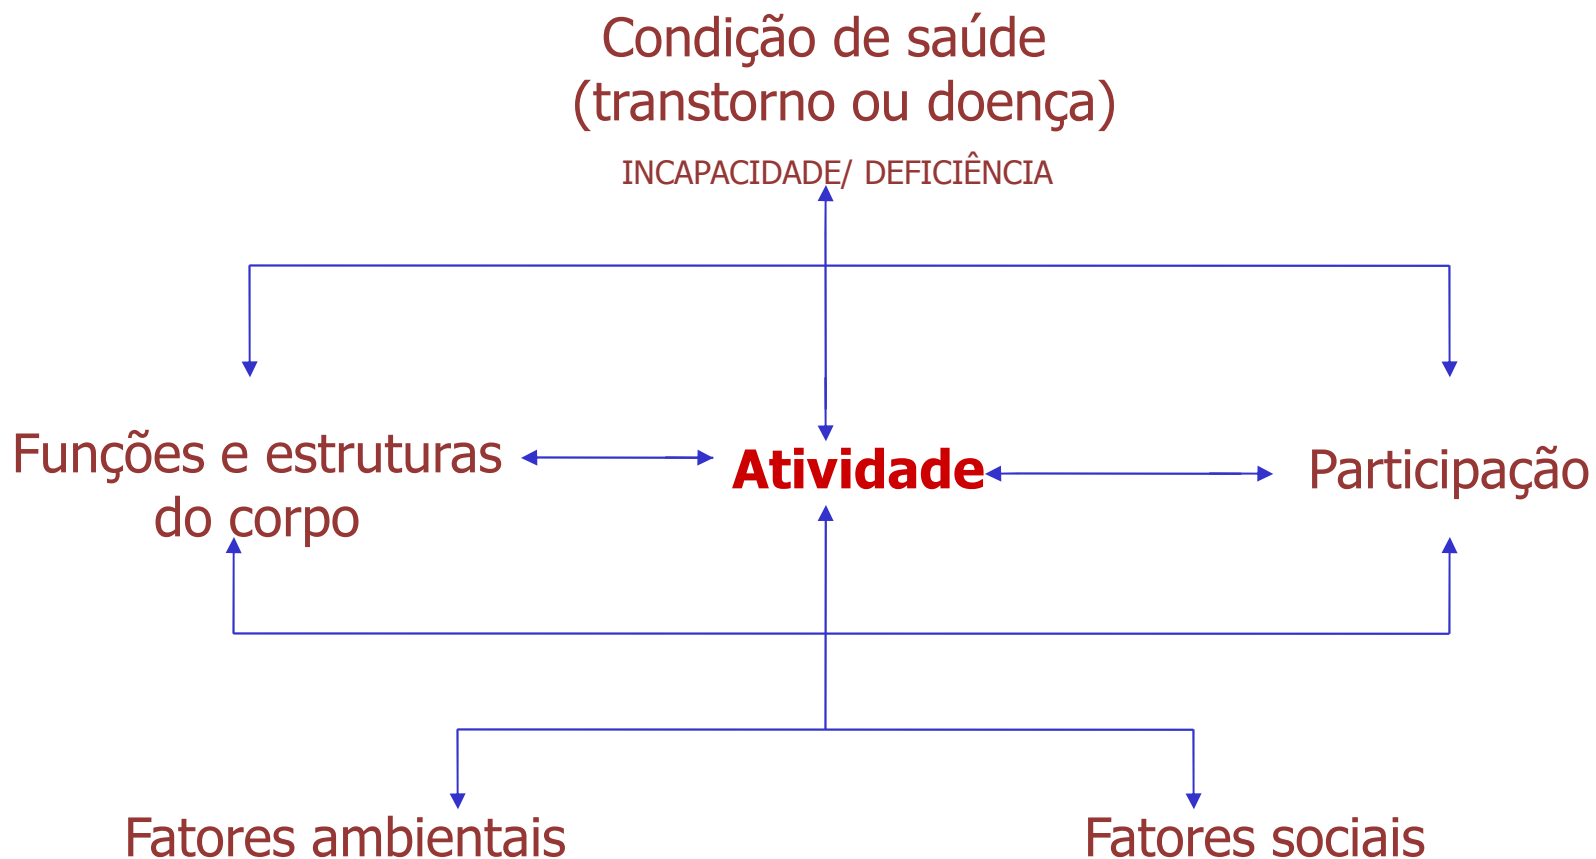 Condição de saúde
(transtorno ou doença)
INCAPACIDADE/ DEFICIÊNCIA
Funções e estruturas
do corpo
Atividade
Participação
Fatores ambientais
Fatores sociais